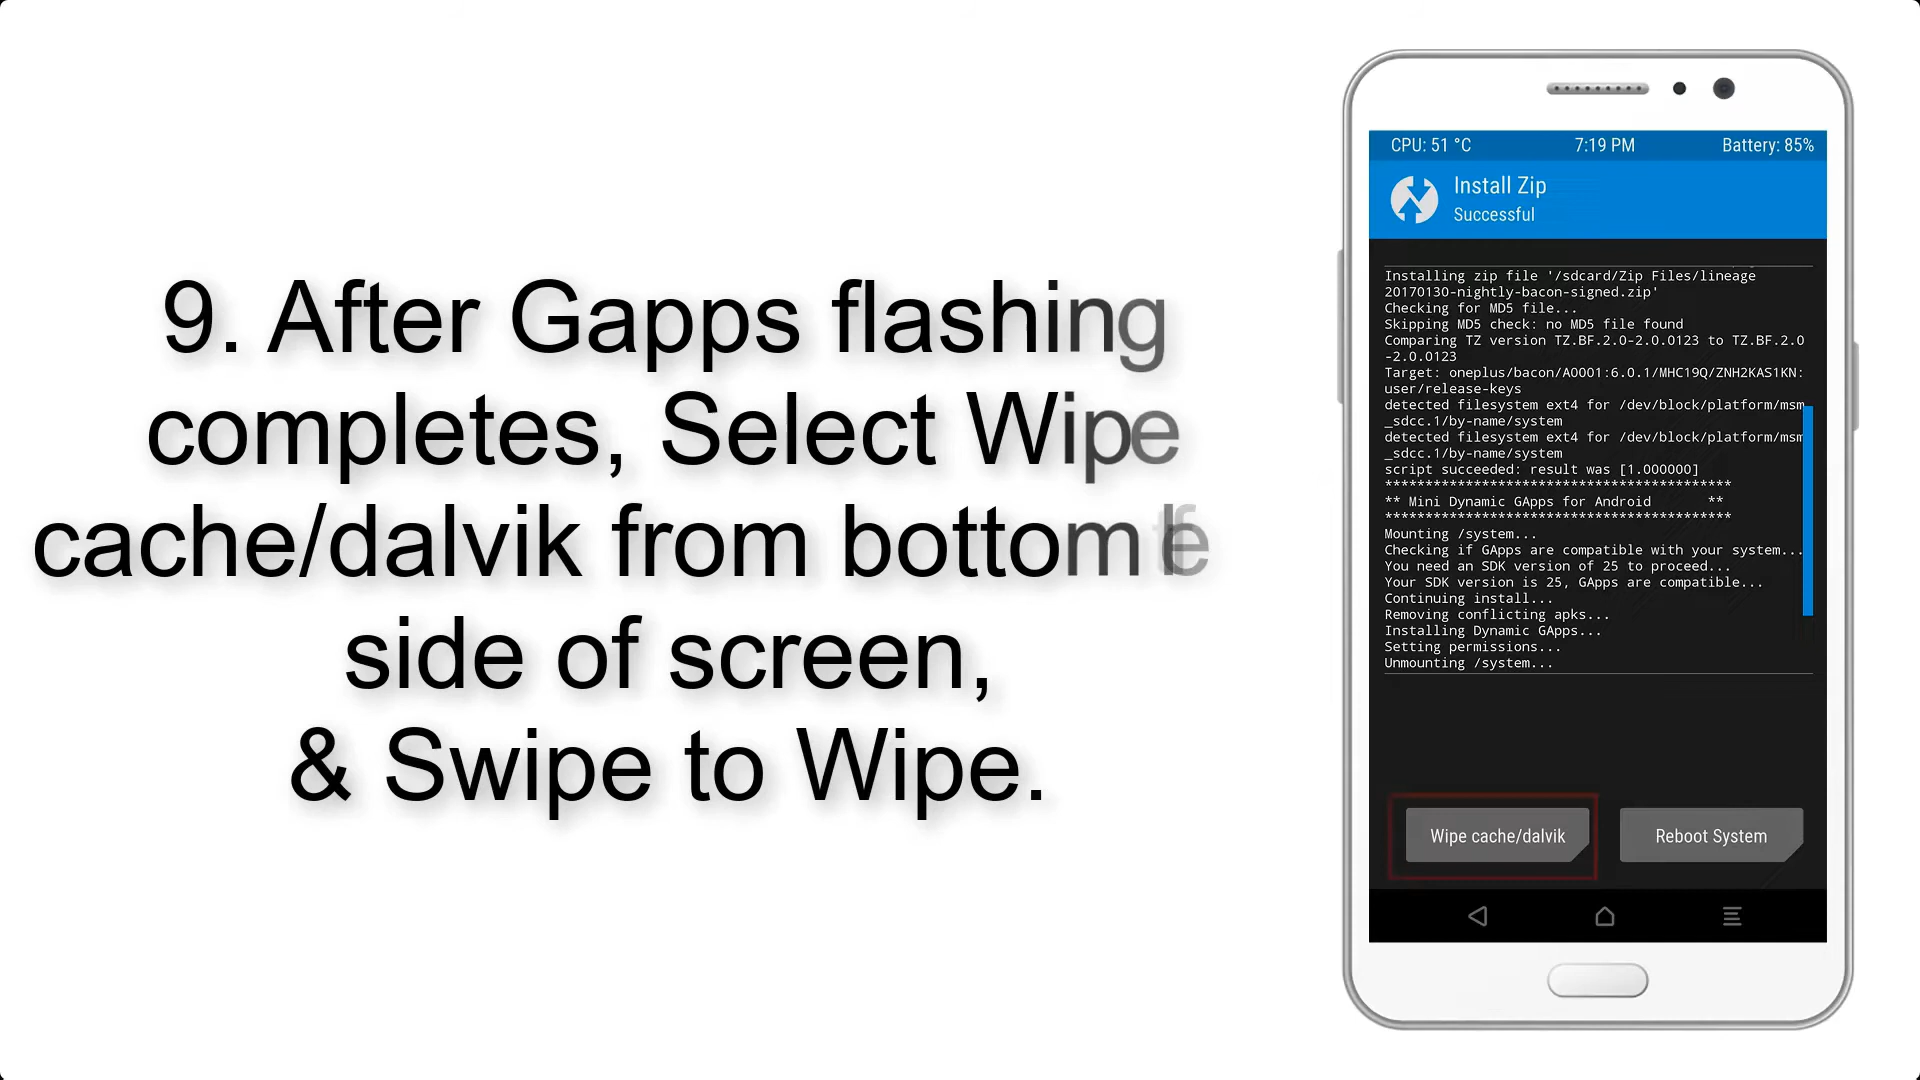 9. After Gapps flashing
completes, Select Wipe
cache/dalvik from bottom
side of screen,
& Swipe to Wipe.
CPU: 51 °C 7:19 PM Battery: 85%
Install Zip
Successful
Installing zip file '/sdcard/Zip Files/lineage
20170130-nightly-bacon-signed.zip'
Checking for MD5 file...
Skipping MD5 check: no MD5 file found
Comparing TZ version TZ.BF.2.0-2.0.0123 to TZ.BF.2.0
-2.0.0123
Target: oneplus/bacon/A0001:6.0.1/MHC19Q/ZNH2KAS1KN:
user/release-keys
detected filesystem ext4 for /dev/block/platform/msm
_sdcc.1/by-name/system
detected filesystem ext4 for /dev/block/platform/msm
_sdcc.1/by-name/system
script succeeded: result was [1.000000]
******************************************
** Mini Dynamic GApps for Android **
******************************************
Mounting /system...
Checking if GApps are compatible with your system...
You need an SDK version of 25 to proceed...
Your SDK version is 25, GApps are compatible...
Continuing install...
Removing conflicting apks...
Installing Dynamic GApps...
Setting permissions...
Unmounting /system...
Wipe cache/dalvik
Reboot System